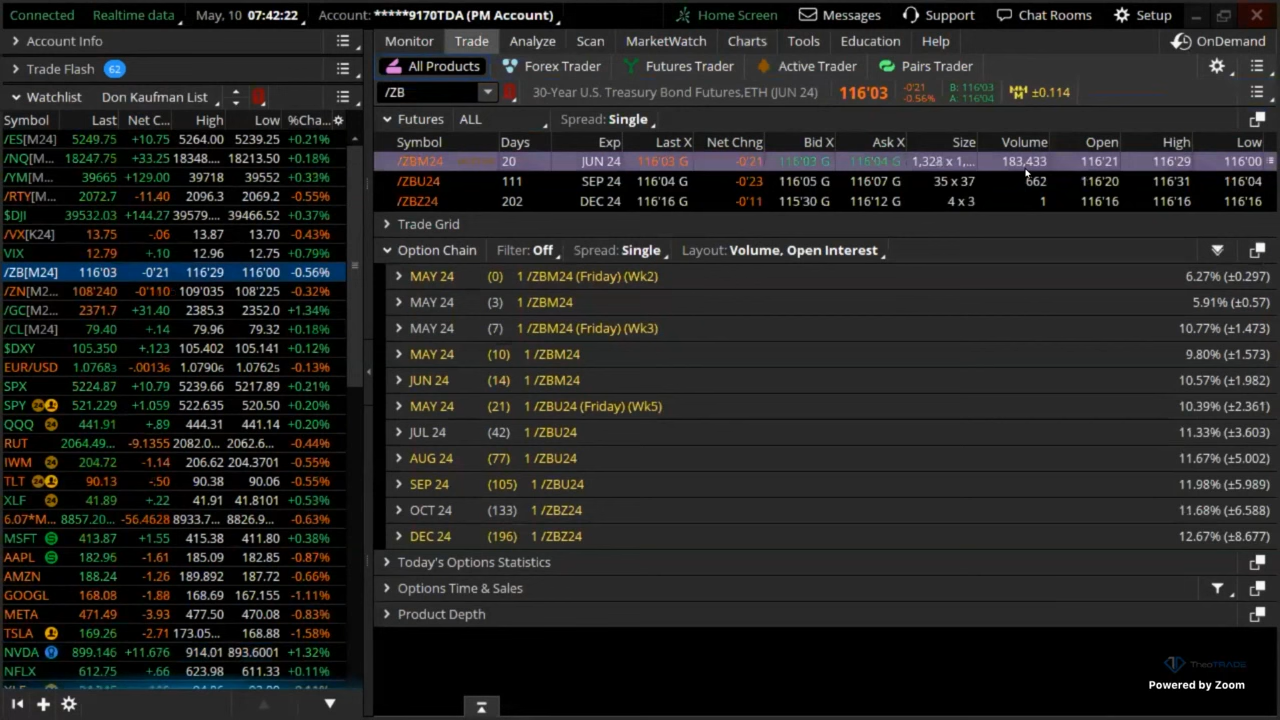 Connected Realtime data May, 10 07:42:22 Account: *****9170TDA (PM Account) Home Screen Messages Support Chat Rooms Setup
Account Info
Trade Flash 62
Watchlist Don Kaufman List
Symbol Last Net C... High Low %Cha...
/ES[M24] 5249.75 +10.75 5264.00 5239.25 +0.21%
/NQ[M... 18247.75 +33.25 18348.... 18213.50 +0.18%
/YM[M... 39665 +129.00 39718 39552 +0.33%
/RTY[M... 2072.7 -11.40 2096.3 2069.2 -0.55%
$DJI 39532.03 +144.27 39579.... 39466.52 +0.37%
/VX[K24] 13.75 -.06 13.87 13.70 -0.43%
VIX 12.79 +.10 12.96 12.75 +0.79%
/ZB[M24] 116'03 -0'21 116'29 116'00 -0.56%
/ZN[M2... 108'240 -0'110 109'035 108'225 -0.32%
/GC[M2... 2371.7 +31.40 2385.3 2352.0 +1.34%
/CL[M24] 79.40 +.14 79.96 79.32 +0.18%
$DXY 105.350 +.123 105.402 105.141 +0.12%
EUR/USD 1.07683 -.00136 1.07906 1.07625 -0.13%
SPX 5224.87 +10.79 5239.66 5217.89 +0.21%
SPY 24 521.229 +1.059 522.635 520.50 +0.20%
QQQ 24 441.91 +.89 444.31 441.14 +0.20%
RUT 2064.49... -9.1355 2082.0... 2062.6... -0.44%
IWM 24 204.72 -1.14 206.62 204.3701 -0.55%
TLT 24 90.13 -.50 90.38 90.06 -0.55%
XLF 24 41.89 +.22 41.91 41.8101 +0.53%
6.07*M... 8857.20... -56.4628 8933.7... 8826.9... -0.63%
MSFT S 413.87 +1.55 415.38 411.80 +0.38%
AAPL S 182.96 -1.61 185.09 182.85 -0.87%
AMZN 188.24 -1.26 189.892 187.72 -0.66%
GOOGL 168.08 -1.88 168.69 167.155 -1.11%
META 471.49 -3.93 477.50 470.08 -0.83%
TSLA 169.26 -2.71 173.05... 168.88 -1.58%
NVDA 899.146 +11.676 914.01 893.6001 +1.32%
NFLX 612.75 +.66 623.98 611.33 +0.11%
Monitor Trade Analyze Scan MarketWatch Charts Tools Education Help OnDemand
All Products Forex Trader Futures Trader Active Trader Pairs Trader
/ZB 30-Year U.S. Treasury Bond Futures,ETH (JUN 24) 116'03 -0'21 -0.56% B: 116'03 A: 116'04 ±0.114
Futures ALL Spread: Single
Symbol Days Exp Last X Net Chng Bid X Ask X Size Volume Open High Low
/ZBM24 20 JUN 24 116'03 G -0'21 116'03 G 116'04 G 1,328 x 1,... 183,433 116'21 116'29 116'00
/ZBU24 111 SEP 24 116'04 G -0'23 116'05 G 116'07 G 35 x 37 662 116'20 116'31 116'04
/ZBZ24 202 DEC 24 116'16 G -0'11 115'30 G 116'12 G 4 x 3 1 116'16 116'16 116'16
Trade Grid
Option Chain Filter: Off Spread: Single Layout: Volume, Open Interest
MAY 24 (0) 1 /ZBM24 (Friday) (Wk2) 6.27% (±0.297)
MAY 24 (3) 1 /ZBM24 5.91% (±0.57)
MAY 24 (7) 1 /ZBM24 (Friday) (Wk3) 10.77% (±1.473)
MAY 24 (10) 1 /ZBM24 9.80% (±1.573)
JUN 24 (14) 1 /ZBM24 10.57% (±1.982)
MAY 24 (21) 1 /ZBU24 (Friday) (Wk5) 10.39% (±2.361)
JUL 24 (42) 1 /ZBU24 11.33% (±3.603)
AUG 24 (77) 1 /ZBU24 11.67% (±5.002)
SEP 24 (105) 1 /ZBU24 11.98% (±5.989)
OCT 24 (133) 1 /ZBZ24 11.68% (±6.588)
DEC 24 (196) 1 /ZBZ24 12.67% (±8.677)
Today's Options Statistics
Options Time & Sales
Product Depth
TheoTRADE
Powered by Zoom